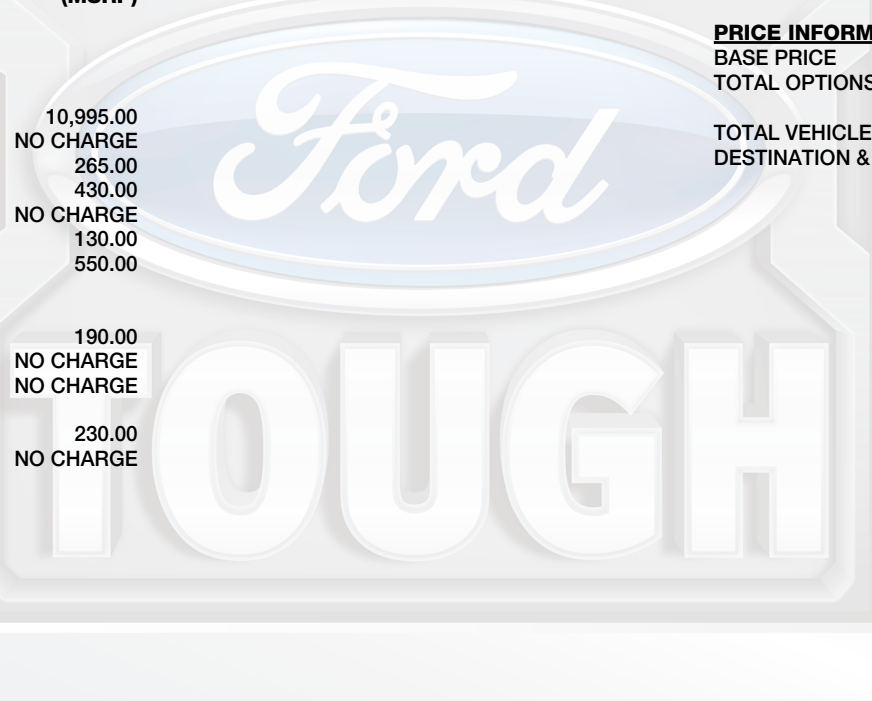 (MSRP)
10,995.00
NO CHARGE
265.00
430.00
NO CHARGE
130.00
550.00
190.00
NO CHARGE
NO CHARGE
230.00
NO CHARGE
PRICE INFORM
BASE PRICE
TOTAL OPTIONS
TOTAL VEHICLE
DESTINATION &
Ford
TOUGH